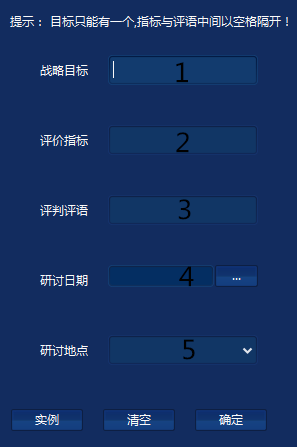 提示： 目标只能有一个,指标与评语中间以空格隔开！
战略目标 1
评价指标 2
评判评语 3
研讨日期 4 ...
研讨地点 5
实例 清空 确定